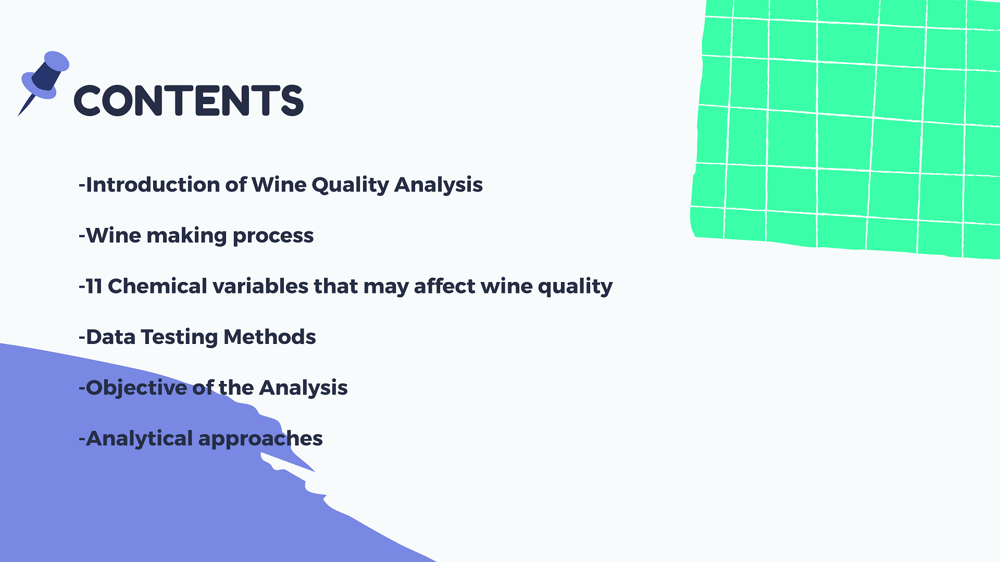 CONTENTS
-Introduction of Wine Quality Analysis
-Wine making process
-11 Chemical variables that may affect wine quality
-Data Testing Methods
-Objective of the Analysis
-Analytical approaches